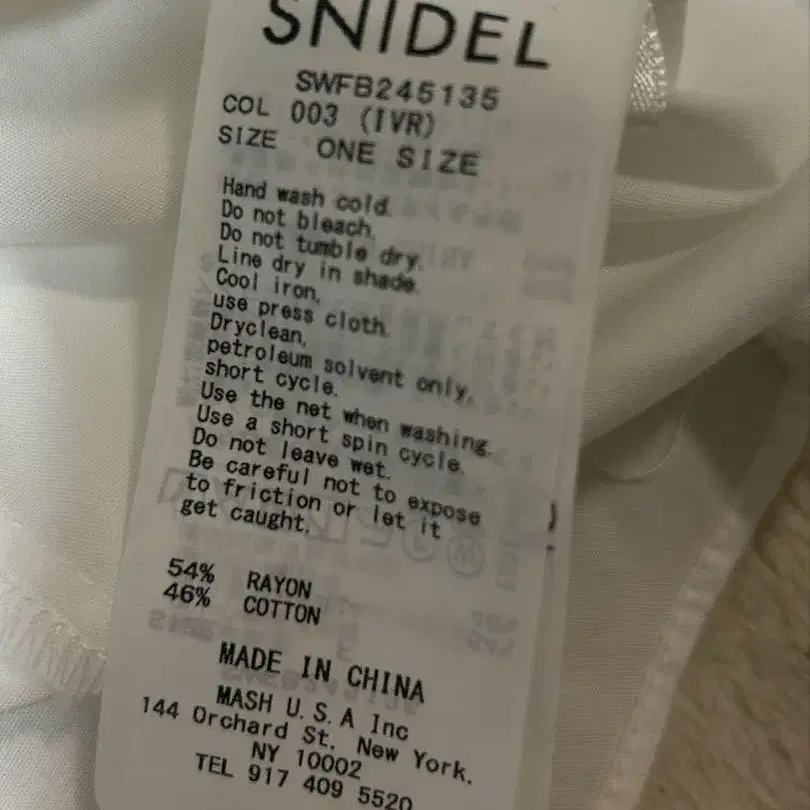 SNIDEL
SWFB245135
COL 003 (IVR)
SIZE ONE SIZE
Hand wash cold.
Do not bleach.
Do not tumble dry.
Line dry in shade.
Cool iron,
use press cloth.
Dryclean,
petroleum solvent only,
short cycle.
Use the net when washing.
Use a short spin cycle.
Do not leave wet.
Be careful not to expose
to friction or let it
get caught.
54% RAYON
46% COTTON
MADE IN CHINA
MASH U.S.A Inc
144 Orchard St. New York.
NY 10002
TEL 917 409 5520